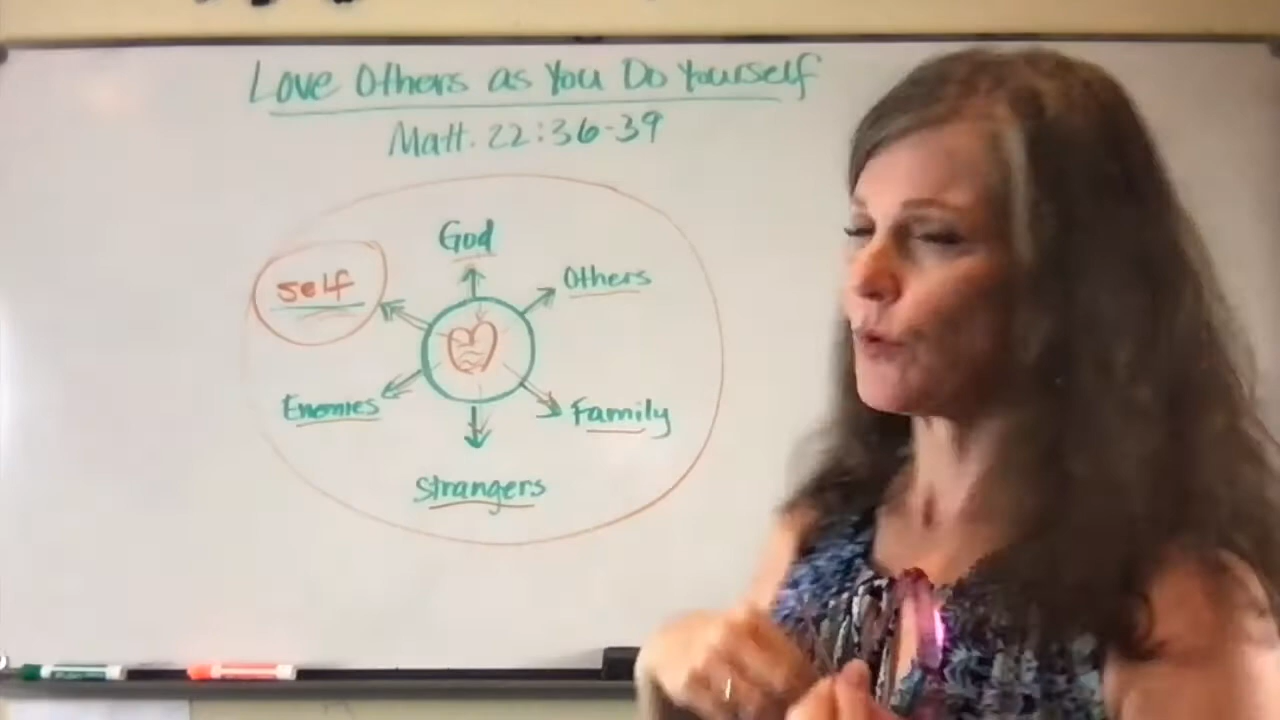 Love Others as You Do Yourself
Matt. 22:36-39
God
Others
self
Enemies
Family
Strangers